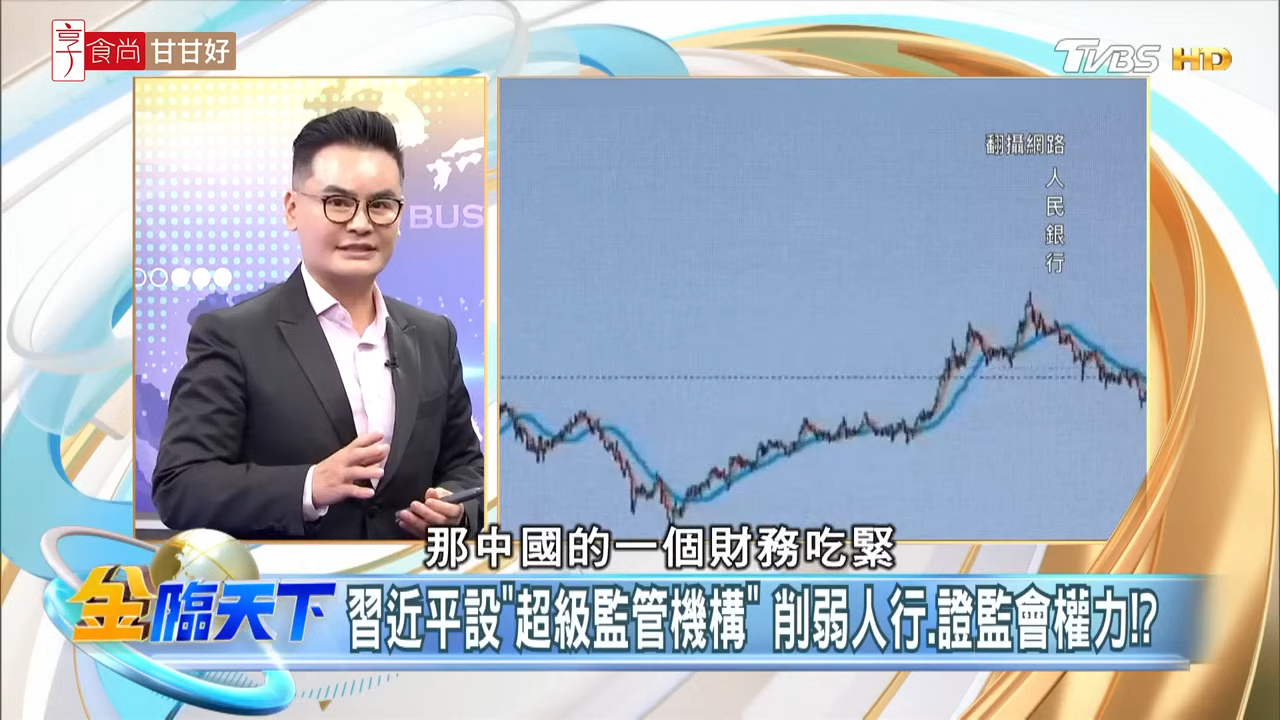 享食尚 甘甘好
TVBS HD
BUS
翻攝網路
人民銀行
那中國的一個財務吃緊
金臨天下
習近平設"超級監管機構" 削弱人行.證監會權力!?